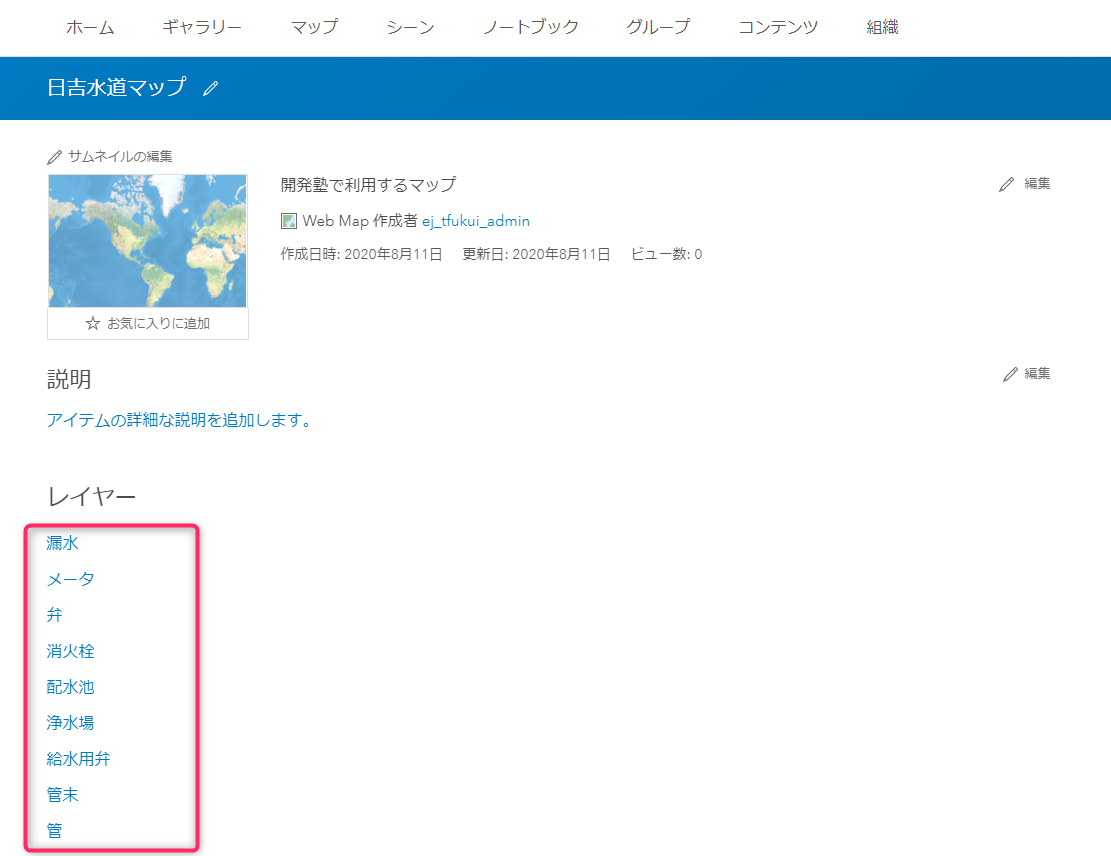 ホーム ギャラリー マップ シーン ノートブック グループ コンテンツ 組織
日吉水道マップ
サムネイルの編集
開発塾で利用するマップ 編集
Web Map 作成者 ej_tfukui_admin
作成日時: 2020年8月11日 更新日: 2020年8月11日 ビュー数: 0
お気に入りに追加
説明 編集
アイテムの詳細な説明を追加します。
レイヤー
漏水
メータ
弁
消火栓
配水池
浄水場
給水用弁
管末
管